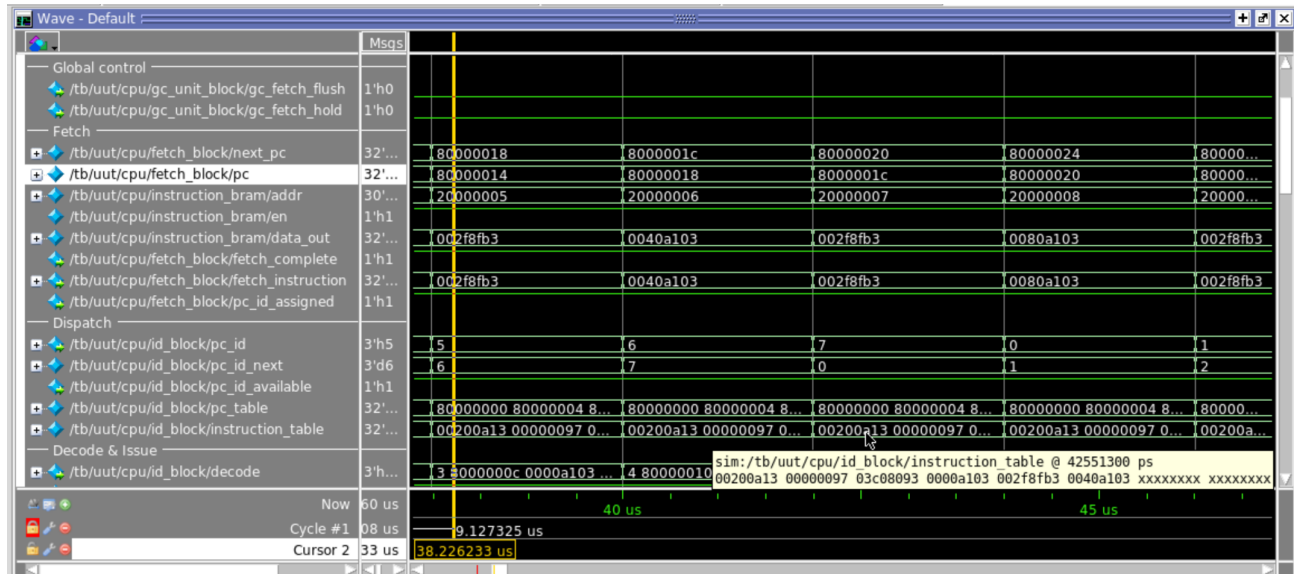 Wave - Default
Msgs
Global control
/tb/uut/cpu/gc_unit_block/gc_fetch_flush 1'h0
/tb/uut/cpu/gc_unit_block/gc_fetch_hold 1'h0
Fetch
/tb/uut/cpu/fetch_block/next_pc 32'... 80000018 8000001c 80000020 80000024 80000...
/tb/uut/cpu/fetch_block/pc 32'... 80000014 80000018 8000001c 80000020 80000...
/tb/uut/cpu/instruction_bram/addr 30'... 20000005 20000006 20000007 20000008 20000...
/tb/uut/cpu/instruction_bram/en 1'h1
/tb/uut/cpu/instruction_bram/data_out 32'... 002f8fb3 0040a103 002f8fb3 0080a103 002f8fb3
/tb/uut/cpu/fetch_block/fetch_complete 1'h1
/tb/uut/cpu/fetch_block/fetch_instruction 32'... 002f8fb3 0040a103 002f8fb3 0080a103 002f8fb3
/tb/uut/cpu/fetch_block/pc_id_assigned 1'h1
Dispatch
/tb/uut/cpu/id_block/pc_id 3'h5 5 6 7 0 1
/tb/uut/cpu/id_block/pc_id_next 3'd6 6 7 0 1 2
/tb/uut/cpu/id_block/pc_id_available 1'h1
/tb/uut/cpu/id_block/pc_table 32'... 80000000 80000004 8... 80000000 80000004 8... 80000000 80000004 8... 80000000 80000004 8... 80000...
/tb/uut/cpu/id_block/instruction_table 32'... 00200a13 00000097 0... 00200a13 00000097 0... 00200a13 00000097 0... 00200a13 00000097 0... 00200a...
Decode & Issue
/tb/uut/cpu/id_block/decode 3'h... 3 8000000c 0000a103 ... 4 80000010
sim:/tb/uut/cpu/id_block/instruction_table @ 42551300 ps
00200a13 00000097 03c08093 0000a103 002f8fb3 0040a103 xxxxxxxx xxxxxxxx
Now 60 us 40 us 45 us
Cycle #1 08 us 9.127325 us
Cursor 2 33 us 38.226233 us